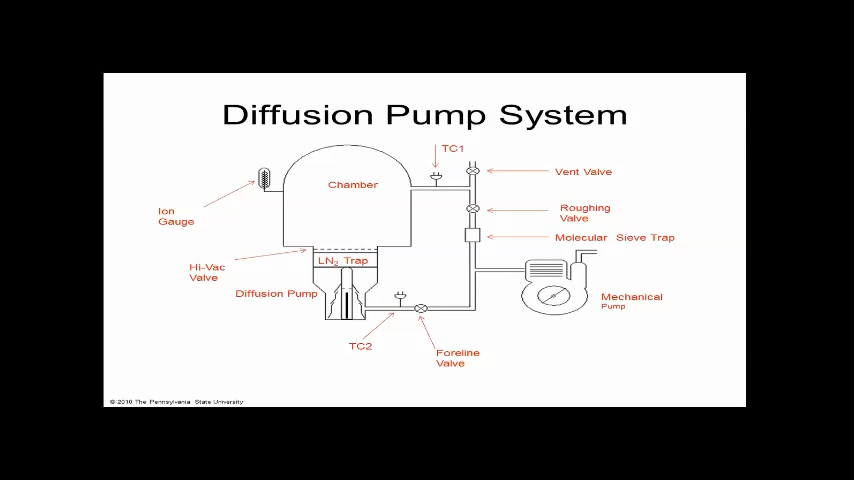 Diffusion Pump System
TC1
Vent Valve
Chamber
Ion
Gauge
Roughing
Valve
Molecular Sieve Trap
Hi-Vac
Valve
LN2 Trap
Diffusion Pump
Mechanical
Pump
TC2
Foreline
Valve
© 2010 The Pennsylvania State University